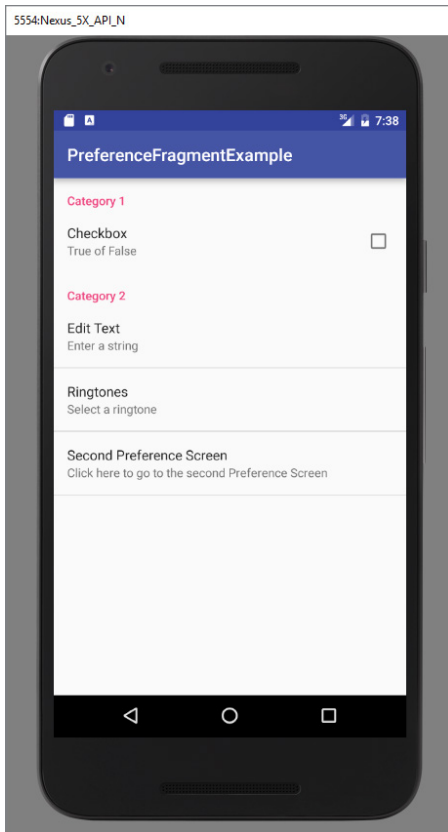 5554:Nexus_5X_API_N
A 3G 7:38
PreferenceFragmentExample
Category 1
Checkbox
True of False
Category 2
Edit Text
Enter a string
Ringtones
Select a ringtone
Second Preference Screen
Click here to go to the second Preference Screen